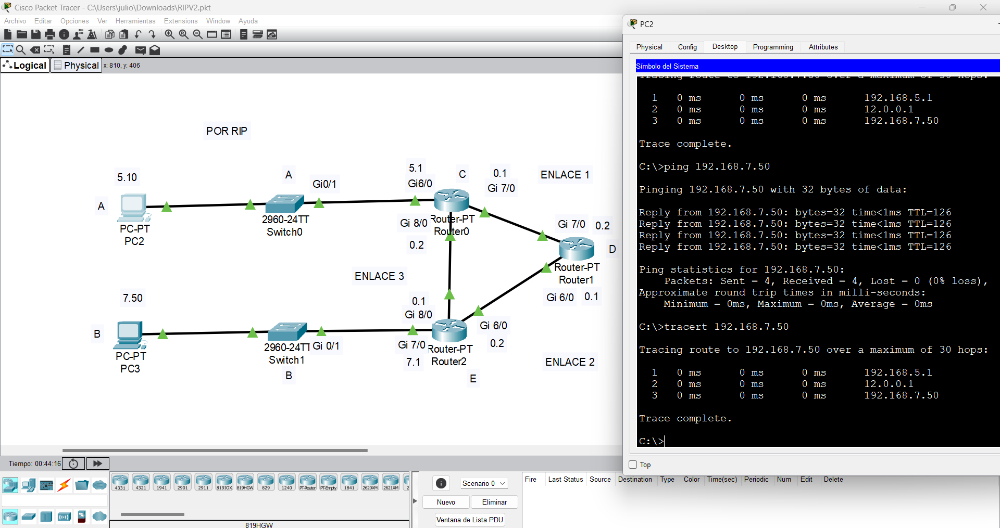 Cisco Packet Tracer - C:\Users\julio\Downloads\RIPV2.pkt
Archivo Editar Opciones Ver Herramientas Extensions Window Ayuda
Logical Physical x: 810, y: 406
POR RIP
5.10
A
Gi0/1
5.1
Gi6/0
C
0.1
Gi 7/0
ENLACE 1
A
PC-PT
PC2
2960-24TT
Switch0
Gi 8/0
Router-PT
Router0
0.2
Gi 7/0
0.2
D
Router-PT
Router1
Gi 6/0
0.1
ENLACE 3
7.50
0.1
Gi 8/0
B
PC-PT
PC3
2960-24TT
Switch1
B
Gi 0/1
Gi 7/0
7.1
Router-PT
Router2
E
Gi 6/0
0.2
ENLACE 2
PC2
Physical Config Desktop Programming Attributes
Símbolo del Sistema
Tracing route to 192.168.7.50 over a maximum of 30 hops:
1 0 ms 0 ms 0 ms 192.168.5.1
2 0 ms 0 ms 0 ms 12.0.0.1
3 0 ms 0 ms 0 ms 192.168.7.50
Trace complete.
C:\>ping 192.168.7.50
Pinging 192.168.7.50 with 32 bytes of data:
Reply from 192.168.7.50: bytes=32 time<1ms TTL=126
Reply from 192.168.7.50: bytes=32 time<1ms TTL=126
Reply from 192.168.7.50: bytes=32 time<1ms TTL=126
Reply from 192.168.7.50: bytes=32 time<1ms TTL=126
Ping statistics for 192.168.7.50:
Packets: Sent = 4, Received = 4, Lost = 0 (0% loss),
Approximate round trip times in milli-seconds:
Minimum = 0ms, Maximum = 0ms, Average = 0ms
C:\>tracert 192.168.7.50
Tracing route to 192.168.7.50 over a maximum of 30 hops:
1 0 ms 0 ms 0 ms 192.168.5.1
2 0 ms 0 ms 0 ms 12.0.0.1
3 0 ms 0 ms 0 ms 192.168.7.50
Trace complete.
C:\>
Top
Tiempo: 00:44:16
4331 4321 1941 2901 2911 819IOX 819HGW 829 1240 PT-Router PT-Empty 1841 2620XM 2621XM 2
819HGW
Scenario 0
Nuevo Eliminar
Ventana de Lista PDU
Fire Last Status Source Destination Type Color Time(sec) Periodic Num Edit Delete